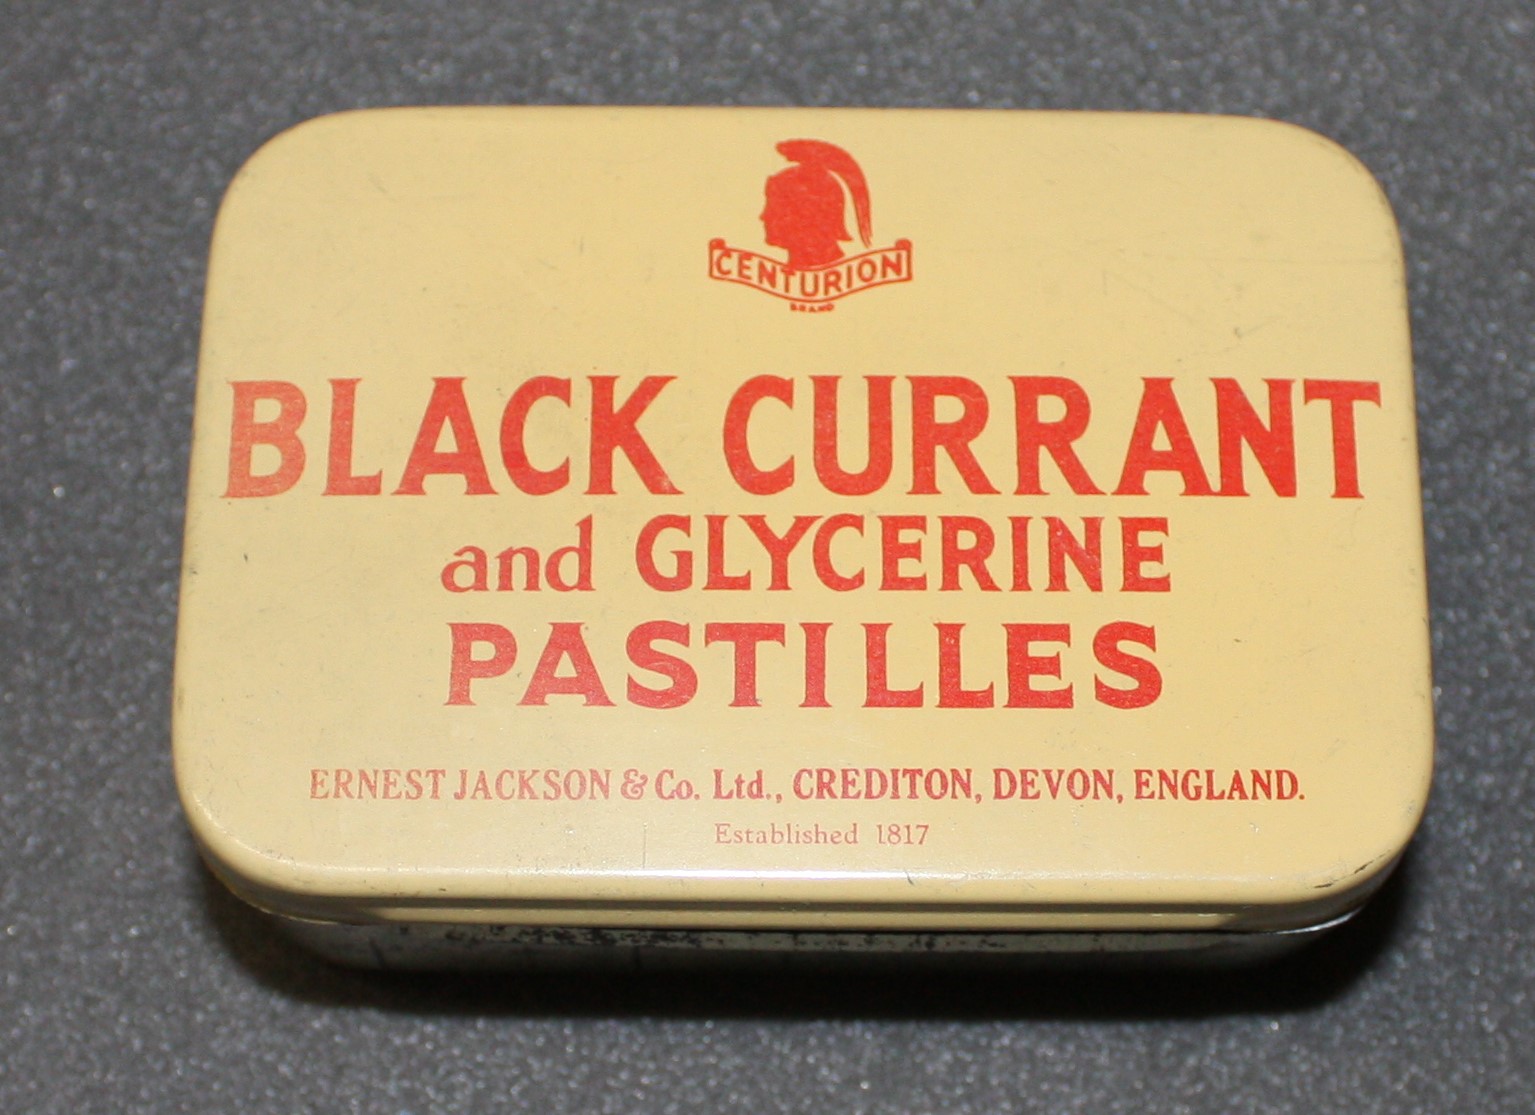 CENTURION
BRAND
BLACK CURRANT
and GLYCERINE
PASTILLES
ERNEST JACKSON & Co. Ltd., CREDITON, DEVON, ENGLAND.
Established 1817